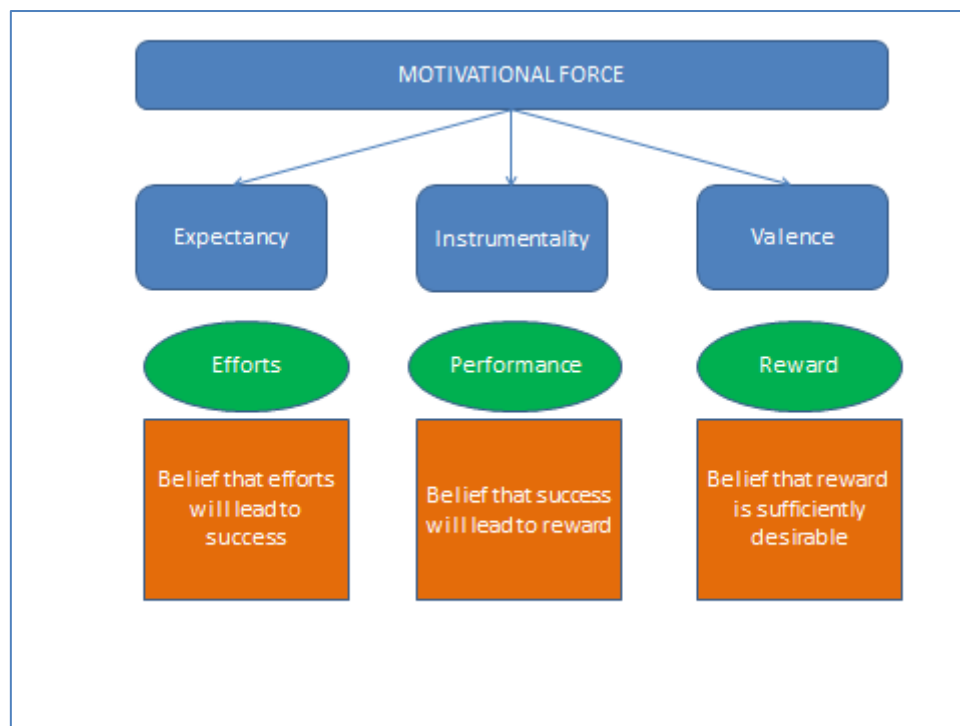 MOTIVATIONAL FORCE
Expectancy
Instrumentality
Valence
Efforts
Performance
Reward
Belief that efforts
will lead to
success
Belief that success
will lead to reward
Belief that reward
is sufficiently
desirable